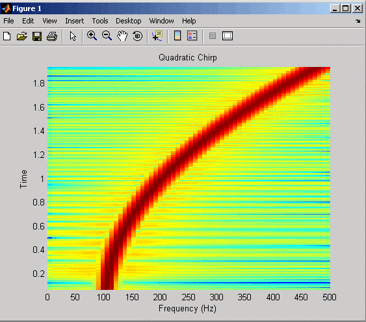 Figure 1
File Edit View Insert Tools Desktop Window Help
Quadratic Chirp
1.8
1.6
1.4
1.2
1
0.8
0.6
0.4
0.2
Time
0 50 100 150 200 250 300 350 400 450 500
Frequency (Hz)